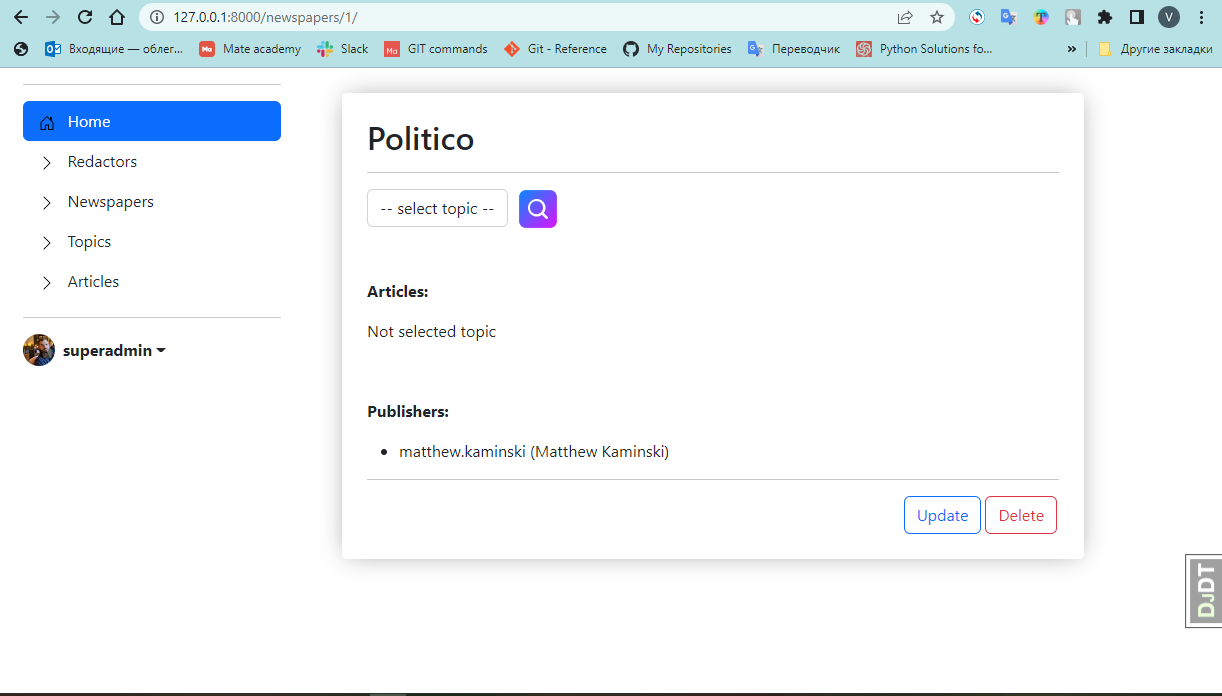 127.0.0.1:8000/newspapers/1/
Входящие — облег... Mate academy Slack GIT commands Git - Reference My Repositories Переводчик Python Solutions fo... » Другие закладки
Home
Redactors
Newspapers
Topics
Articles
superadmin
Politico
-- select topic --
Articles:
Not selected topic
Publishers:
• matthew.kaminski (Matthew Kaminski)
Update Delete
DjDT
V